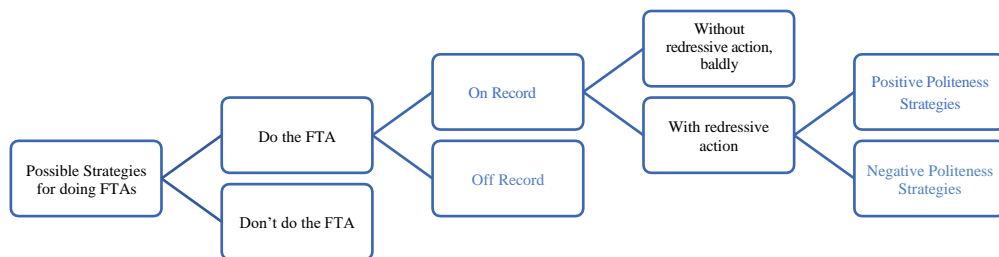 Possible Strategies
for doing FTAs
Do the FTA
Don't do the FTA
On Record
Off Record
Without
redressive action,
baldly
With redressive
action
Positive Politeness
Strategies
Negative Politeness
Strategies